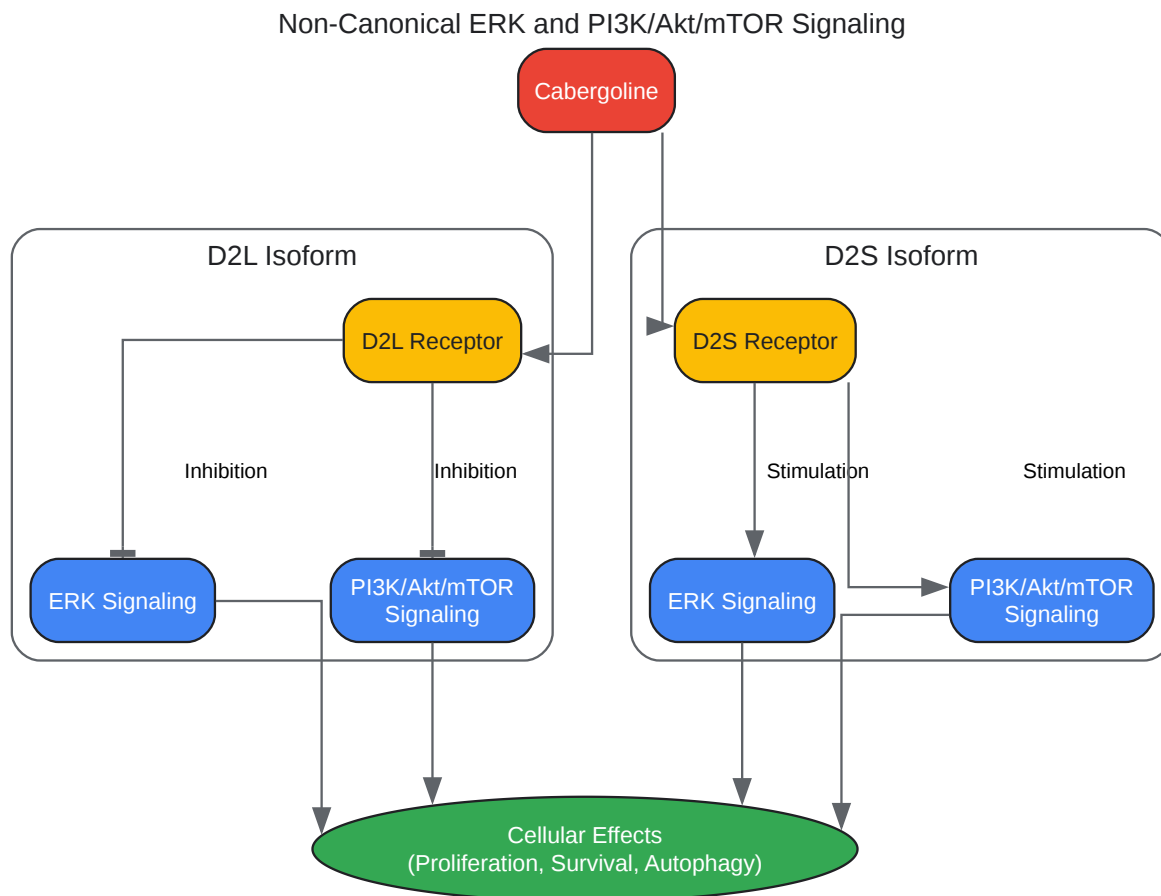 Non-Canonical ERK and PI3K/Akt/mTOR Signaling
Cabergoline
D2L Isoform
D2S Isoform
D2L Receptor
D2S Receptor
Inhibition
Inhibition
Stimulation
Stimulation
ERK Signaling
PI3K/Akt/mTOR
Signaling
ERK Signaling
PI3K/Akt/mTOR
Signaling
Cellular Effects
(Proliferation, Survival, Autophagy)